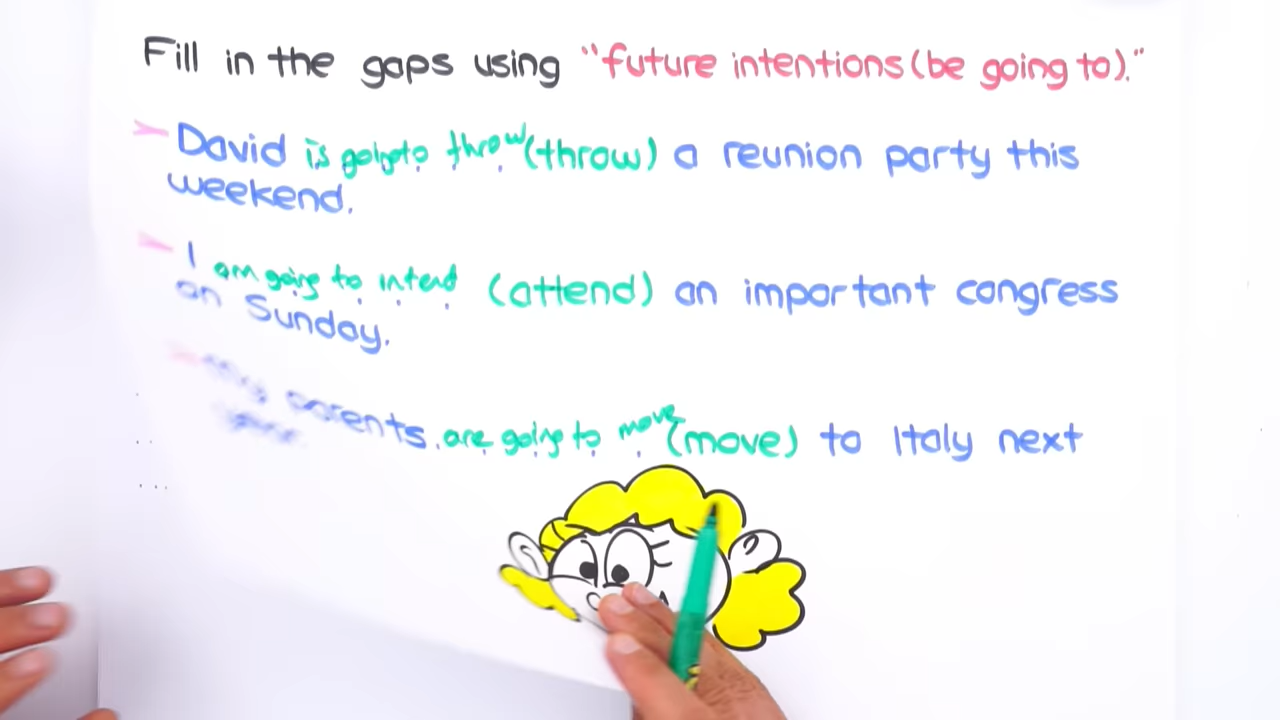 Fill in the gaps using "future intentions (be going to)."
David is going to throw (throw) a reunion party this
weekend.
I am going to intend (attend) an important congress
on Sunday.
My parents are going to move (move) to Italy next